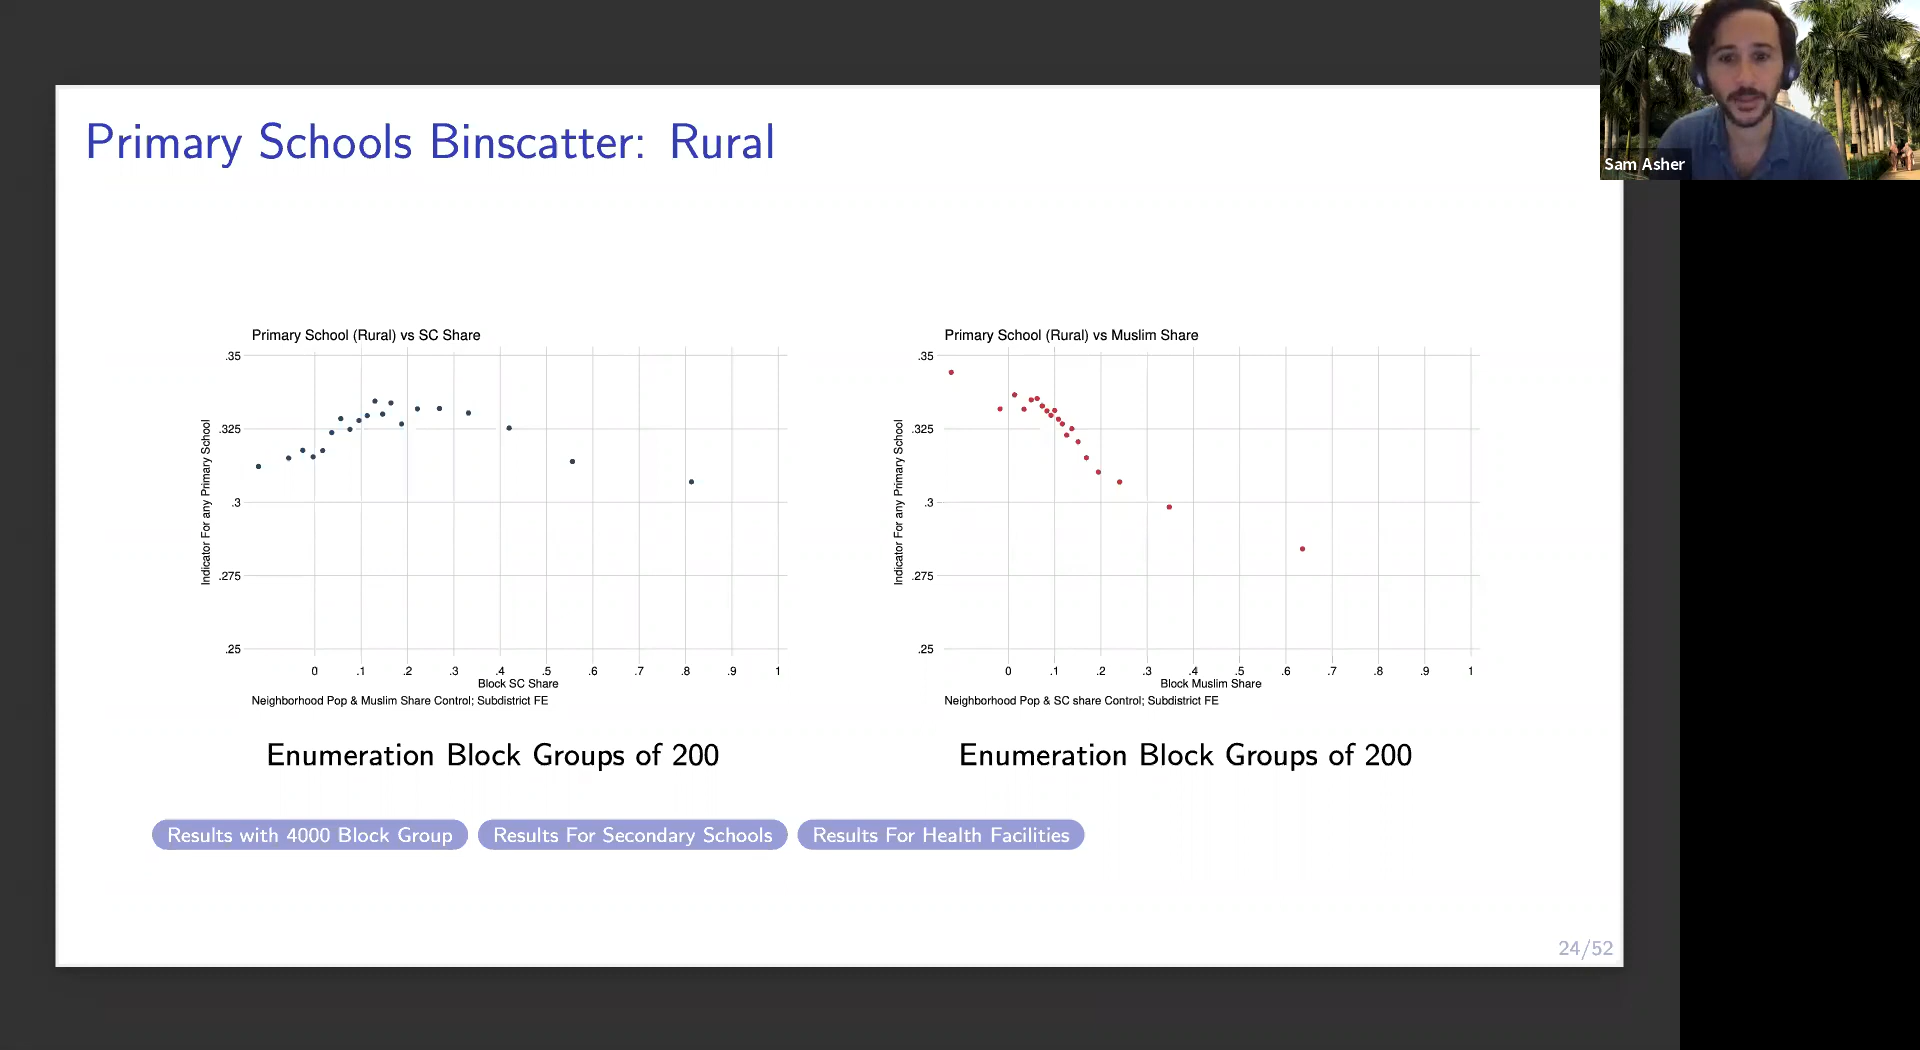 Sam Asher
Primary Schools Binscatter: Rural
Primary School (Rural) vs SC Share
.35
.325
.3
.275
.25
Indicator For any Primary School
0 .1 .2 .3 .4 .5 .6 .7 .8 .9 1
Block SC Share
Neighborhood Pop & Muslim Share Control; Subdistrict FE
Enumeration Block Groups of 200
Primary School (Rural) vs Muslim Share
.35
.325
.3
.275
.25
Indicator For any Primary School
0 .1 .2 .3 .4 .5 .6 .7 .8 .9 1
Block Muslim Share
Neighborhood Pop & SC share Control; Subdistrict FE
Enumeration Block Groups of 200
Results with 4000 Block Group Results For Secondary Schools Results For Health Facilities
24/52